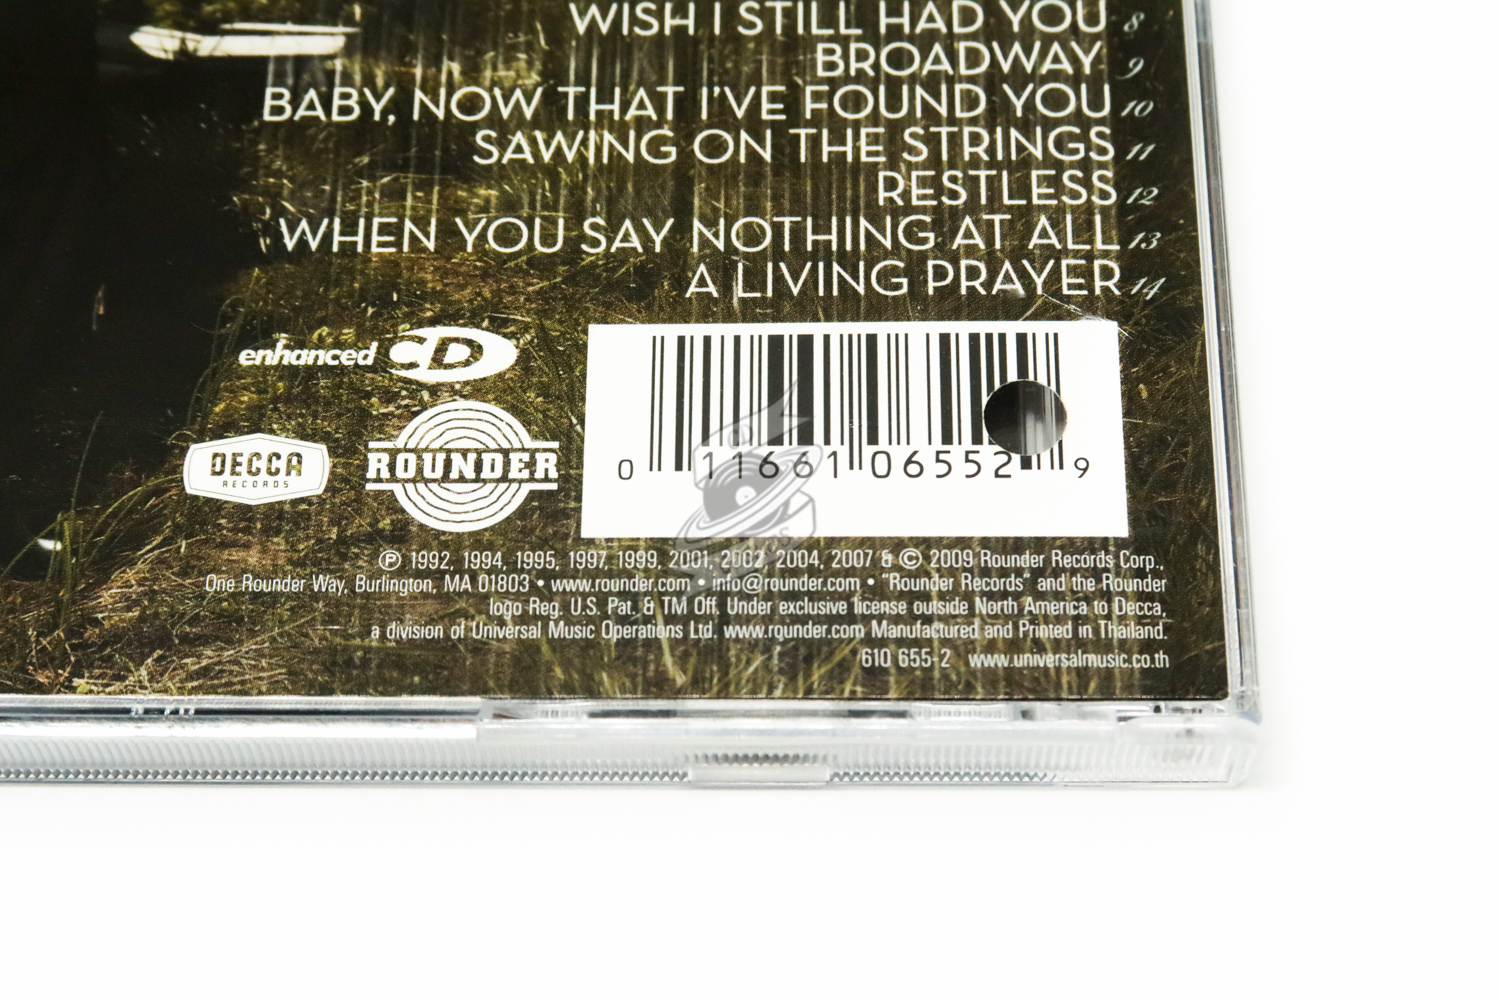 WISH I STILL HAD YOU 8
BROADWAY 9
BABY, NOW THAT I'VE FOUND YOU 10
SAWING ON THE STRINGS 11
RESTLESS 12
WHEN YOU SAY NOTHING AT ALL 13
A LIVING PRAYER 14
enhanced CD
DECCA
RECORDS
ROUNDER
0 11661 06552 9
℗ 1992, 1994, 1995, 1997, 1999, 2001, 2002, 2004, 2007 & © 2009 Rounder Records Corp.,
One Rounder Way, Burlington, MA 01803 • www.rounder.com • info@rounder.com • "Rounder Records" and the Rounder
logo Reg. U.S. Pat. & TM Off. Under exclusive license outside North America to Decca,
a division of Universal Music Operations Ltd. www.rounder.com Manufactured and Printed in Thailand.
610 655-2 www.universalmusic.co.th